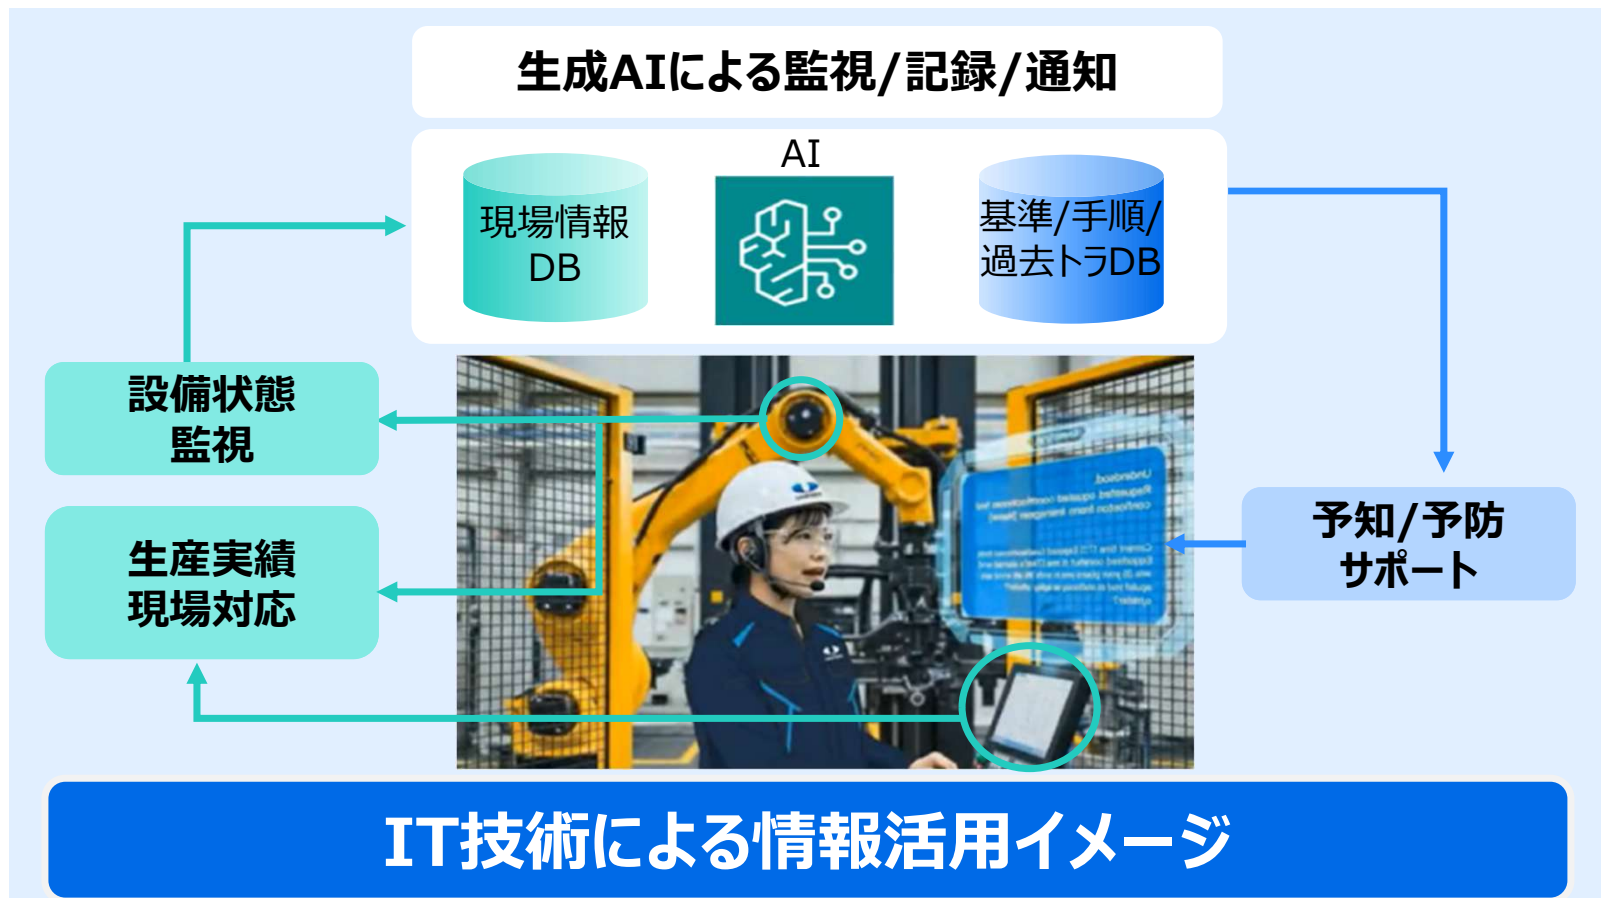 生成AIによる監視/記録/通知
AI
現場情報
DB
基準/手順/
過去トラDB
設備状態
監視
生産実績
現場対応
予知/予防
サポート
IT技術による情報活用イメージ